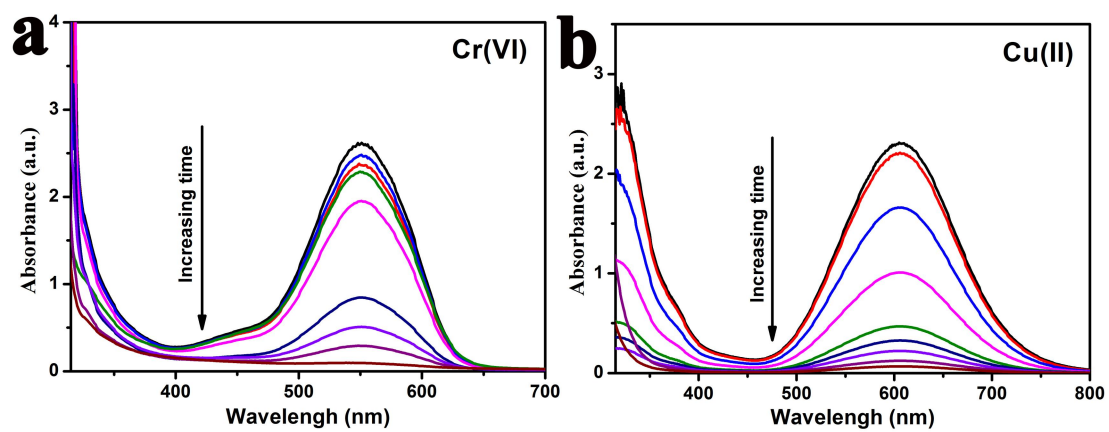 a
Cr(VI)
Absorbance (a.u.)
4
3
2
1
0
Increasing time
400
500
600
700
Wavelengh (nm)
b
Cu(II)
Absorbance (a.u.)
3
2
1
0
Increasing time
400
500
600
700
800
Wavelengh (nm)